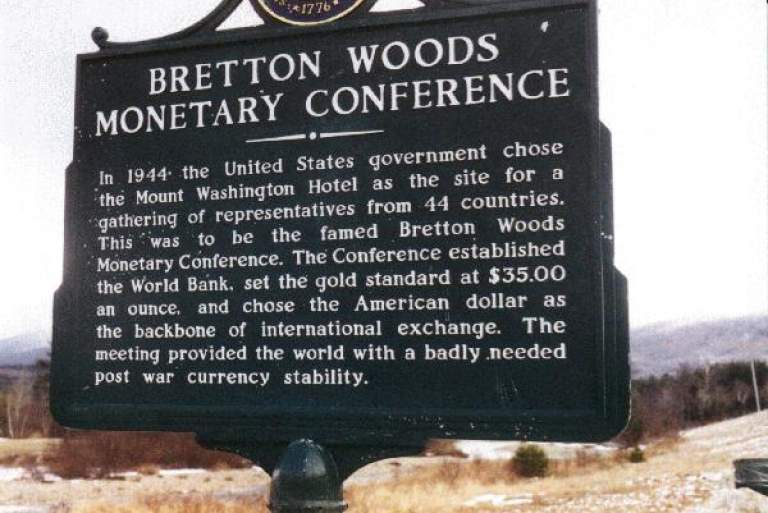 1776
BRETTON WOODS
MONETARY CONFERENCE
In 1944 the United States government chose
the Mount Washington Hotel as the site for a
gathering of representatives from 44 countries.
This was to be the famed Bretton Woods
Monetary Conference. The Conference established
the World Bank, set the gold standard at $35.00
an ounce, and chose the American dollar as
the backbone of international exchange. The
meeting provided the world with a badly needed
post war currency stability.